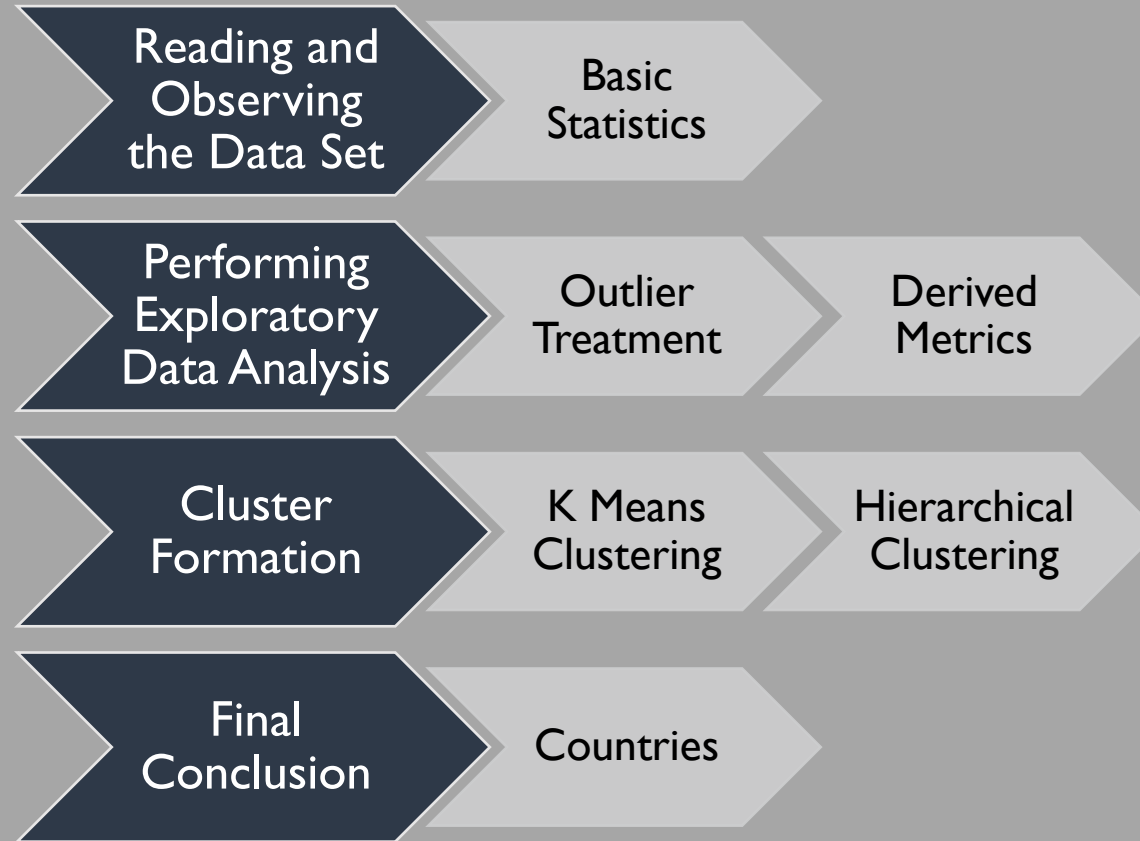 Reading and
Observing
the Data Set
Basic
Statistics
Performing
Exploratory
Data Analysis
Outlier
Treatment
Derived
Metrics
Cluster
Formation
K Means
Clustering
Hierarchical
Clustering
Final
Conclusion
Countries